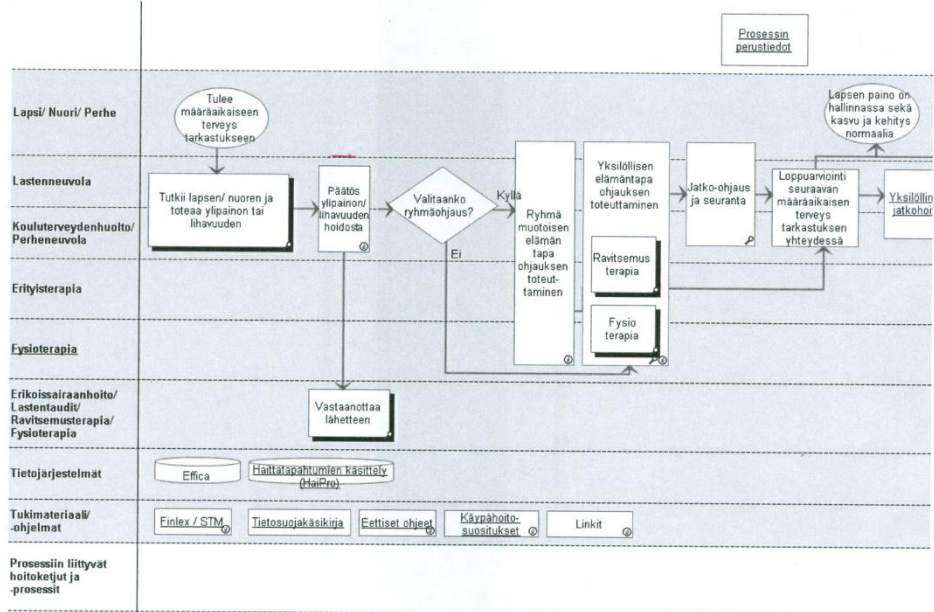 Prosessin
perustiedot
Lapsi/ Nuori/ Perhe
Tulee
määräaikaiseen
terveys
tarkastukseen
Lapsen paino on
hallinnassa sekä
kasvu ja kehitys
normaalia
Lastenneuvola
Kouluterveydenhuolto/
Perheneuvola
Tutkii lapsen/ nuoren ja
toteaa ylipainon tai
lihavuuden
Päätös
ylipainon/
lihavuuden
hoidosta
Valitaanko
ryhmäohjaus?
Kyllä
Ei
Ryhmä
muotoisen
elämän
tapa
ohjauksen
toteut-
taminen
Yksilöllisen
elämäntapa
ohjauksen
toteuttaminen
Ravitsemus
terapia
Fysio
terapia
Jatko-ohjaus
ja seuranta
Loppuarviointi
seuraavan
määräaikaisen
terveys
tarkastuksen
yhteydessä
Yksilöllin
jatkohoi
Erityisterapia
Fysioterapia
Erikoissairaanhoito/
Lastentaudit/
Ravitsemusterapia/
Fysioterapia
Vastaanottaa
lähetteen
Tietojärjestelmät
Effica
Haittatapahtumien käsittely
(HaiPro)
Tukimateriaali/
-ohjelmat
Finlex / STM
Tietosuojakäsikirja
Eettiset ohjeet
Käypähoito-
suositukset
Linkit
Prosessiin liittyvät
hoitoketjut ja
-prosessit